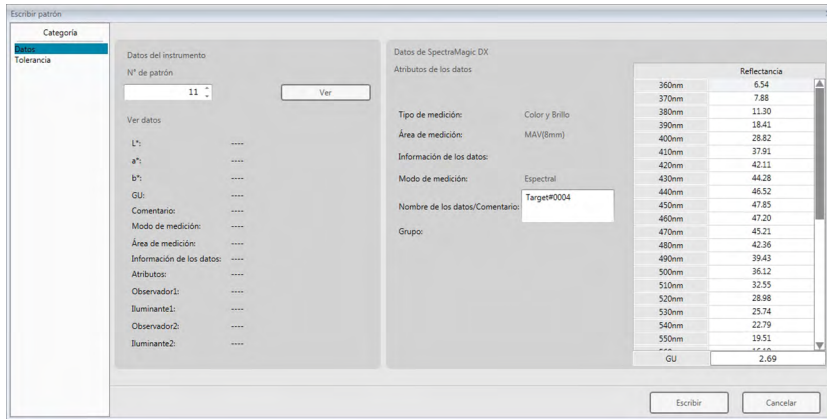 Escribir patrón
Categoría
Datos
Tolerancia
Datos del instrumento
N° de patrón
11
Ver
Ver datos
L*: ----
a*: ----
b*: ----
GU: ----
Comentario: ----
Modo de medición: ----
Área de medición: ----
Información de los datos: ----
Atributos: ----
Observador1: ----
Iluminante1: ----
Observador2: ----
Iluminante2: ----
Datos de SpectraMagic DX
Atributos de los datos
Tipo de medición: Color y Brillo
Área de medición: MAV(8mm)
Información de los datos:
Modo de medición: Espectral
Nombre de los datos/Comentario: Target#0004
Grupo:
Reflectancia
360nm 6.54
370nm 7.88
380nm 11.30
390nm 18.41
400nm 28.82
410nm 37.91
420nm 42.11
430nm 44.28
440nm 46.52
450nm 47.85
460nm 47.20
470nm 45.21
480nm 42.36
490nm 39.43
500nm 36.12
510nm 32.55
520nm 28.98
530nm 25.74
540nm 22.79
550nm 19.51
GU 2.69
Escribir
Cancelar